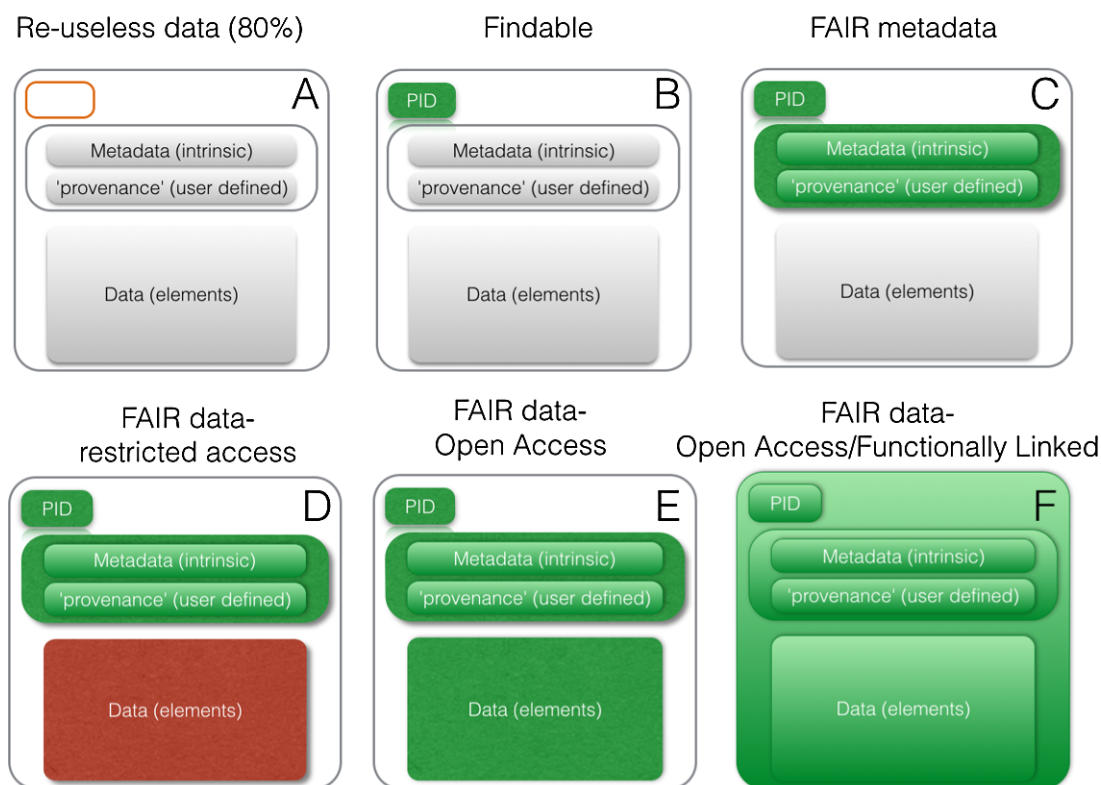 Re-useless data (80%)
Findable
FAIR metadata
A
Metadata (intrinsic)
'provenance' (user defined)
Data (elements)
PID
B
Metadata (intrinsic)
'provenance' (user defined)
Data (elements)
PID
C
Metadata (intrinsic)
'provenance' (user defined)
Data (elements)
FAIR data-
restricted access
FAIR data-
Open Access
FAIR data-
Open Access/Functionally Linked
PID
D
Metadata (intrinsic)
'provenance' (user defined)
Data (elements)
PID
E
Metadata (intrinsic)
'provenance' (user defined)
Data (elements)
PID
F
Metadata (intrinsic)
'provenance' (user defined)
Data (elements)